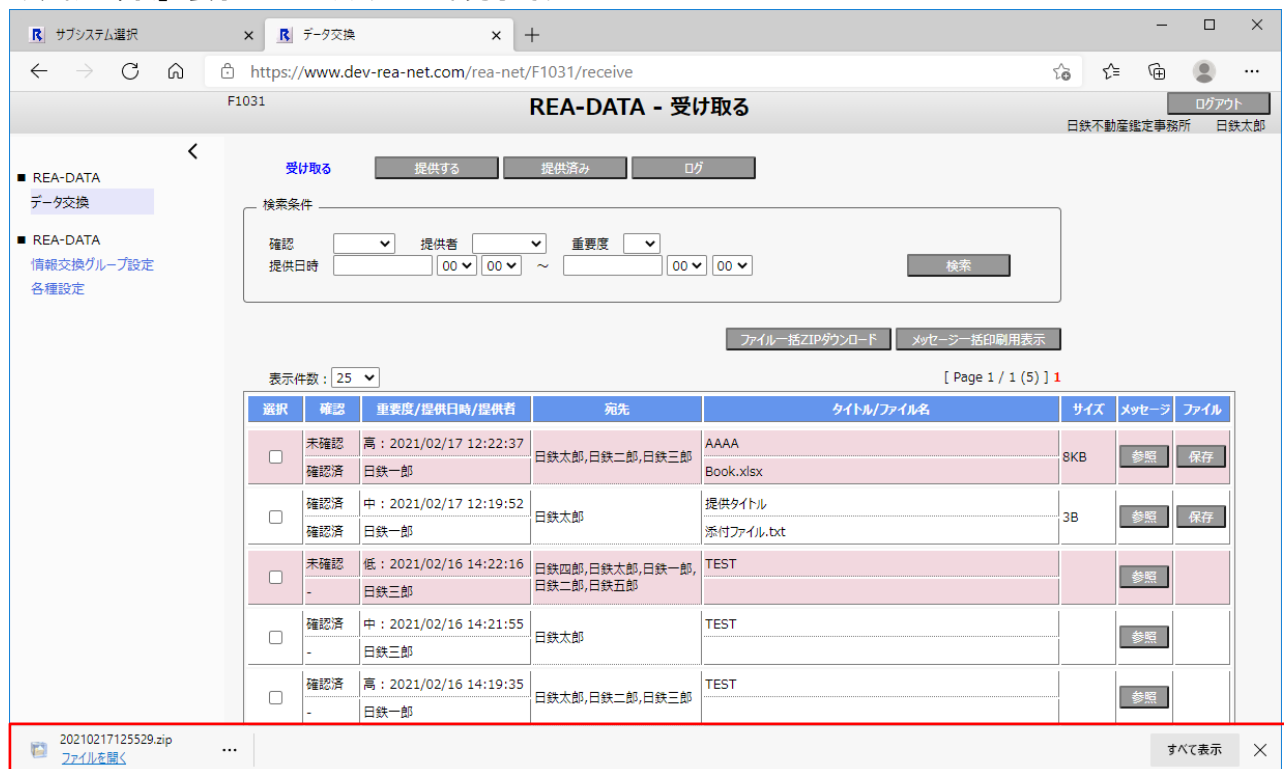 サブシステム選択
データ交換
https://www.dev-rea-net.com/rea-net/F1031/receive
F1031
REA-DATA - 受け取る
ログアウト
日鉄不動産鑑定事務所 日鉄太郎
■ REA-DATA
データ交換
■ REA-DATA
情報交換グループ設定
各種設定
受け取る 提供する 提供済み ログ
検索条件
確認 提供者 重要度
提供日時 00 00 ～ 00 00 検索
ファイル一括ZIPダウンロード メッセージ一括印刷用表示
表示件数：25 [ Page 1 / 1 (5) ] 1
選択 確認 重要度/提供日時/提供者 宛先 タイトル/ファイル名 サイズ メッセージ ファイル
未確認 高：2021/02/17 12:22:37 日鉄太郎,日鉄二郎,日鉄三郎 AAAA 8KB 参照 保存
確認済 日鉄一郎 Book.xlsx
確認済 中：2021/02/17 12:19:52 日鉄太郎 提供タイトル 3B 参照 保存
確認済 日鉄一郎 添付ファイル.txt
未確認 低：2021/02/16 14:22:16 日鉄四郎,日鉄太郎,日鉄一郎, TEST 参照
- 日鉄三郎 日鉄二郎,日鉄五郎
確認済 中：2021/02/16 14:21:55 日鉄太郎 TEST 参照
- 日鉄三郎
確認済 高：2021/02/16 14:19:35 日鉄太郎,日鉄二郎,日鉄三郎 TEST 参照
- 日鉄一郎
20210217125529.zip
ファイルを開く
すべて表示